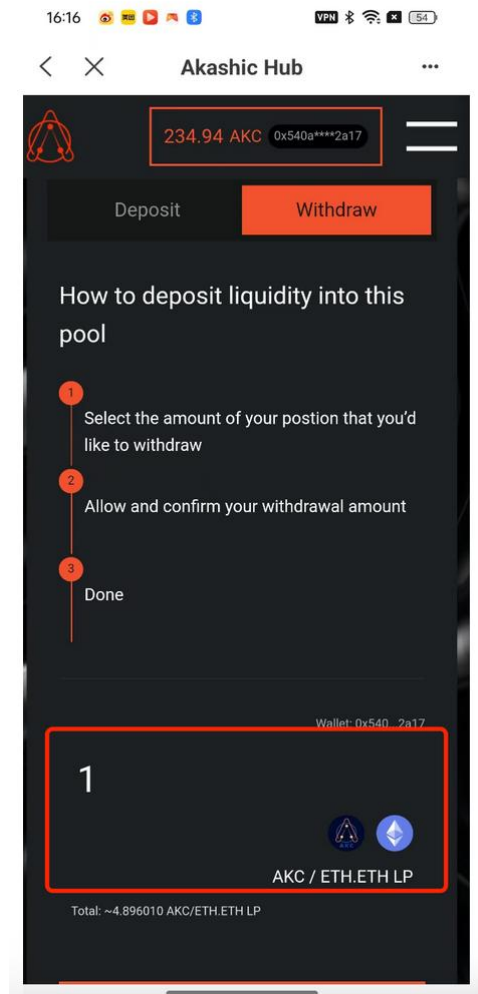 16:16
VPN
54
Akashic Hub
234.94 AKC 0x540a****2a17
Deposit
Withdraw
How to deposit liquidity into this
pool
1
Select the amount of your postion that you'd
like to withdraw
2
Allow and confirm your withdrawal amount
3
Done
Wallet: 0x540...2a17
1
AKC / ETH.ETH LP
Total: ~4.896010 AKC/ETH.ETH LP